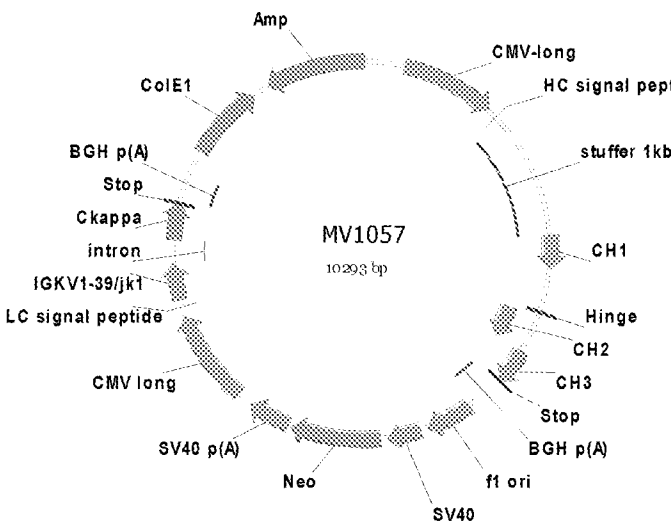 Amp
CMV-long
HC signal pept
stuffer 1kb
CH1
Hinge
CH2
CH3
Stop
BGH p(A)
f1 ori
SV40
Neo
SV40 p(A)
CMV long
LC signal peptide
IGKV1-39/jk1
intron
Ckappa
Stop
BGH p(A)
ColE1
MV1057
10293 bp